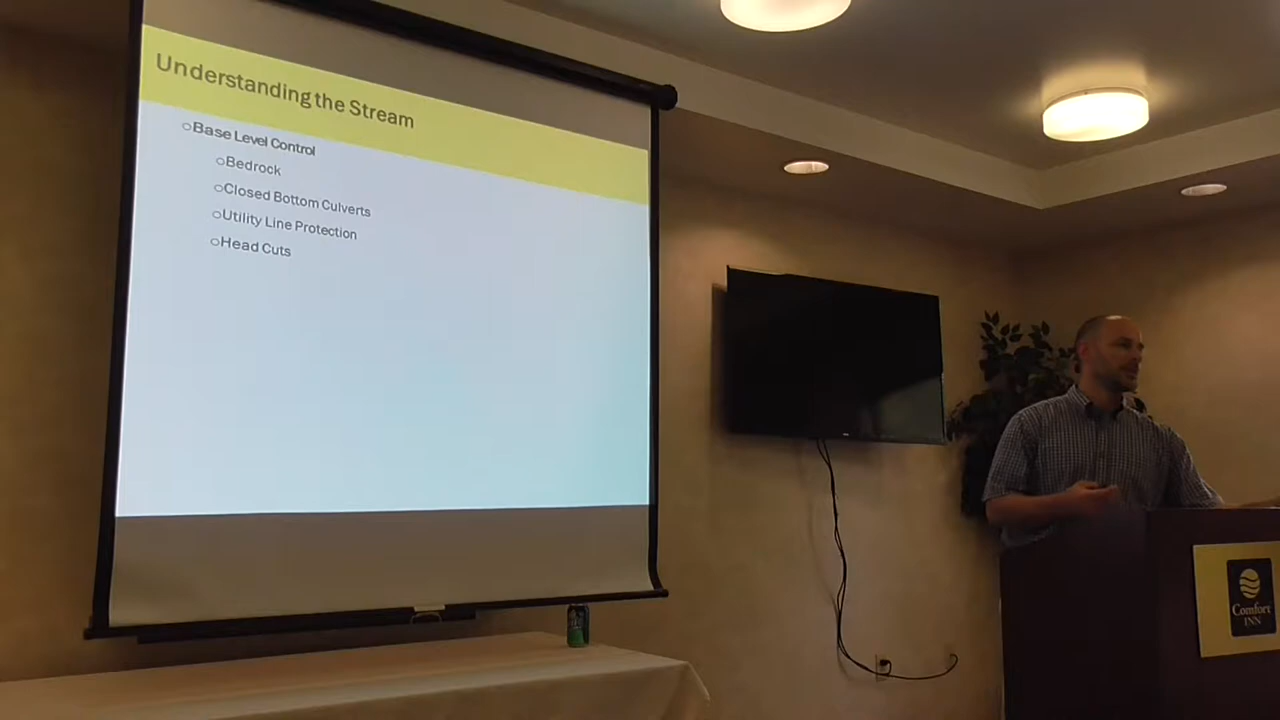 Understanding the Stream
○Base Level Control
○Bedrock
○Closed Bottom Culverts
○Utility Line Protection
○Head Cuts
Comfort
INN